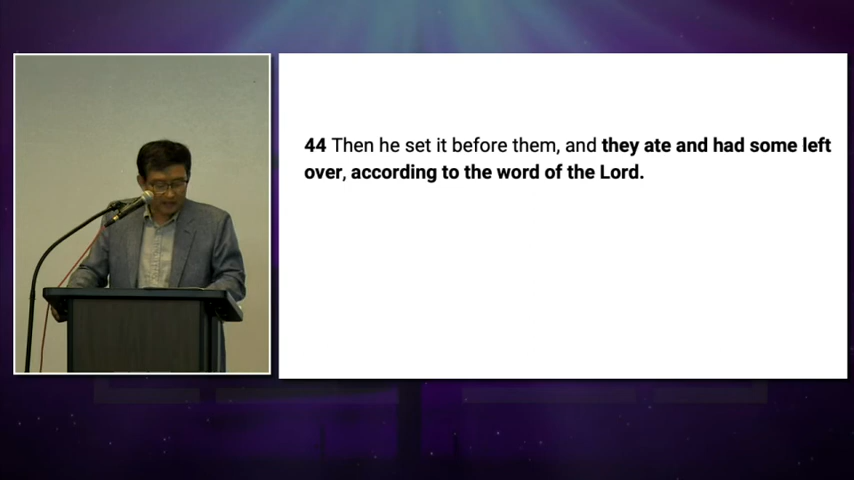 44 Then he set it before them, and they ate and had some left
over, according to the word of the Lord.